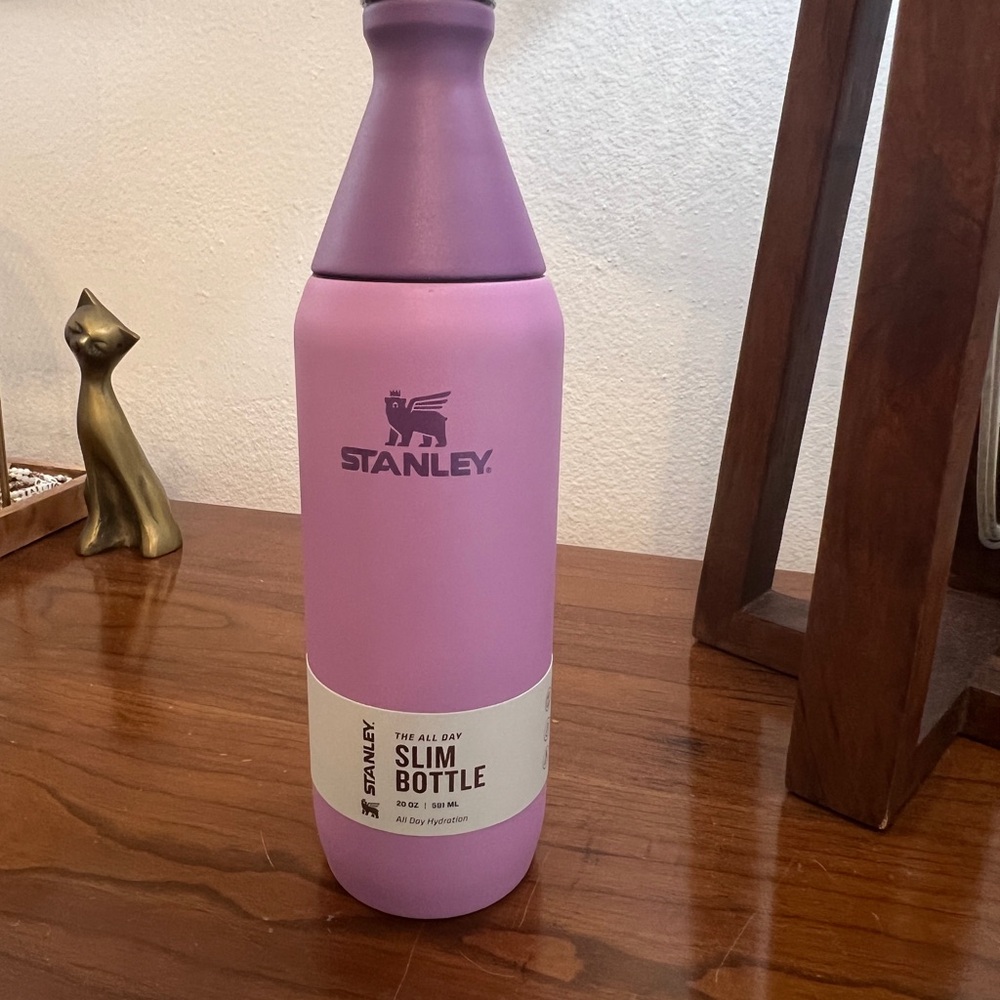 STANLEY®
STANLEY.
THE ALL DAY
SLIM
BOTTLE
20 OZ | 591 ML
All Day Hydration